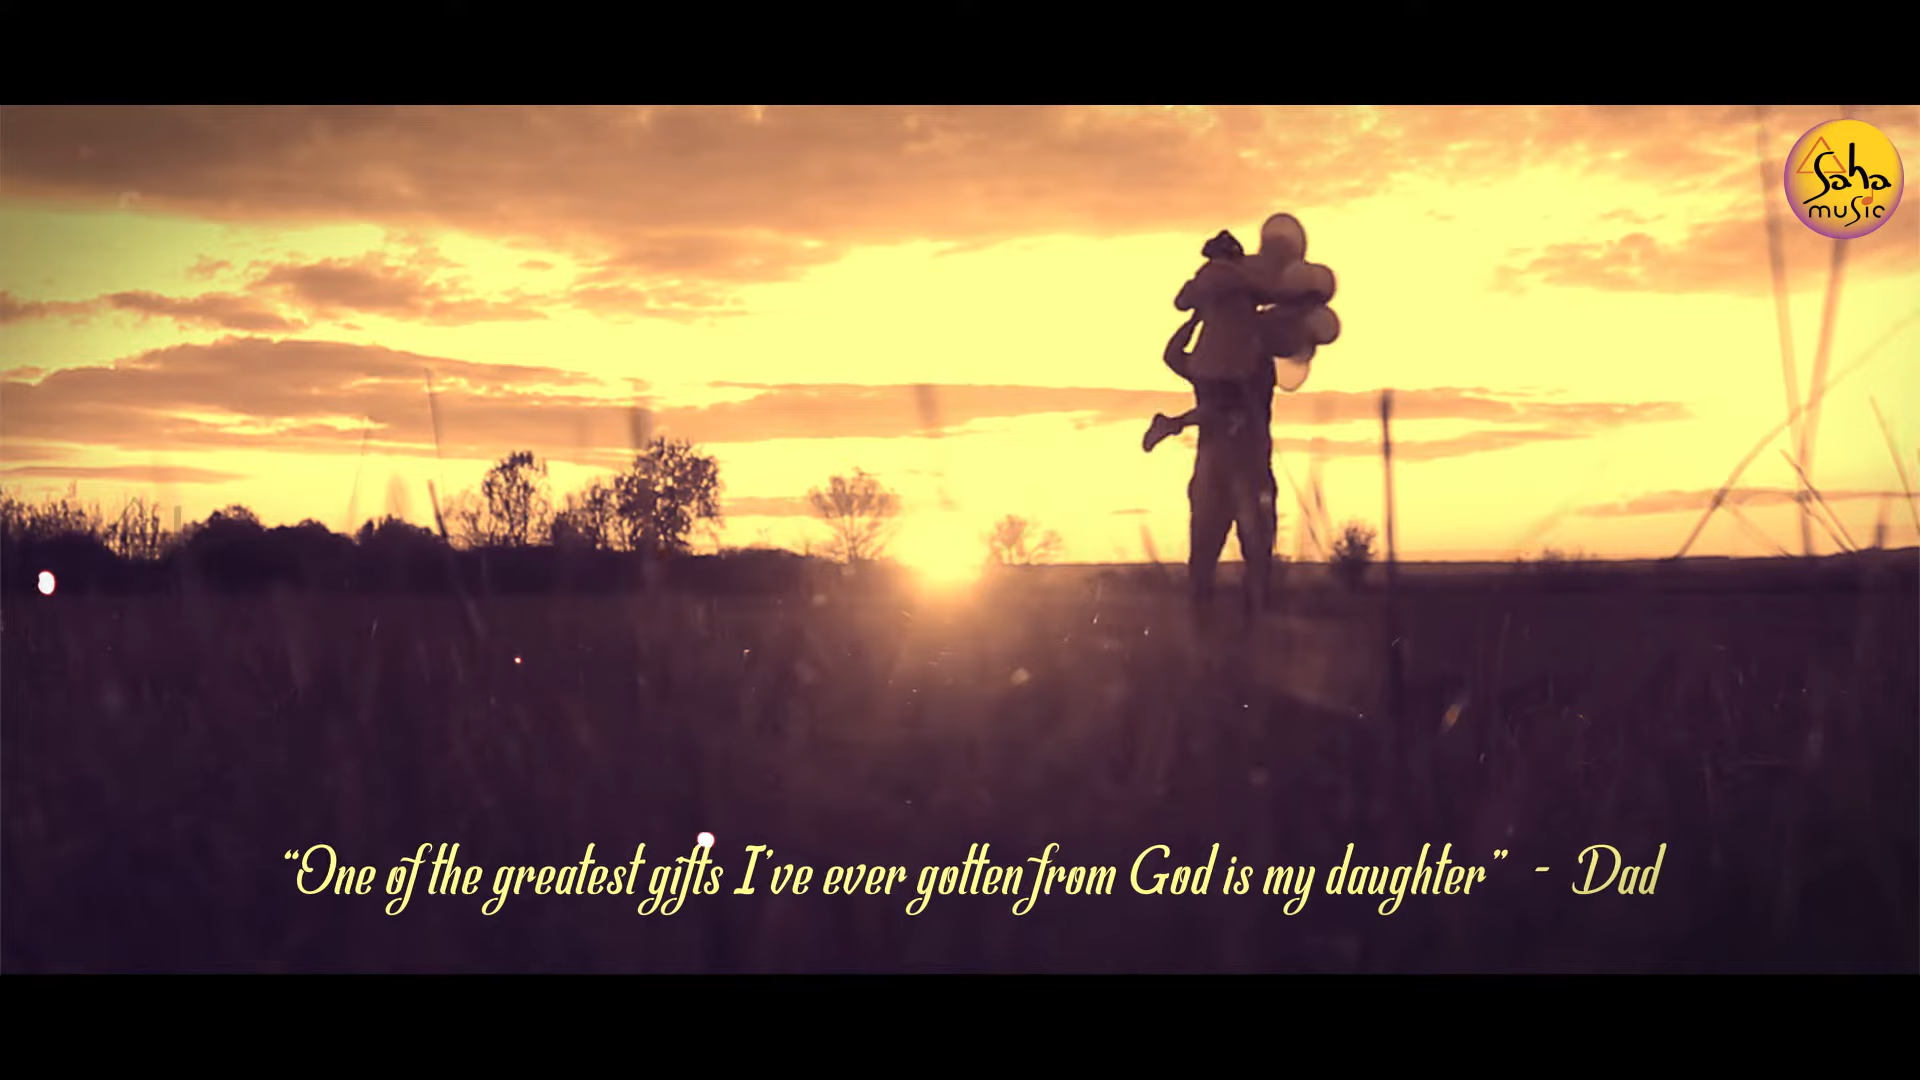 Saha
music
“One of the greatest gifts I’ve ever gotten from God is my daughter” - Dad